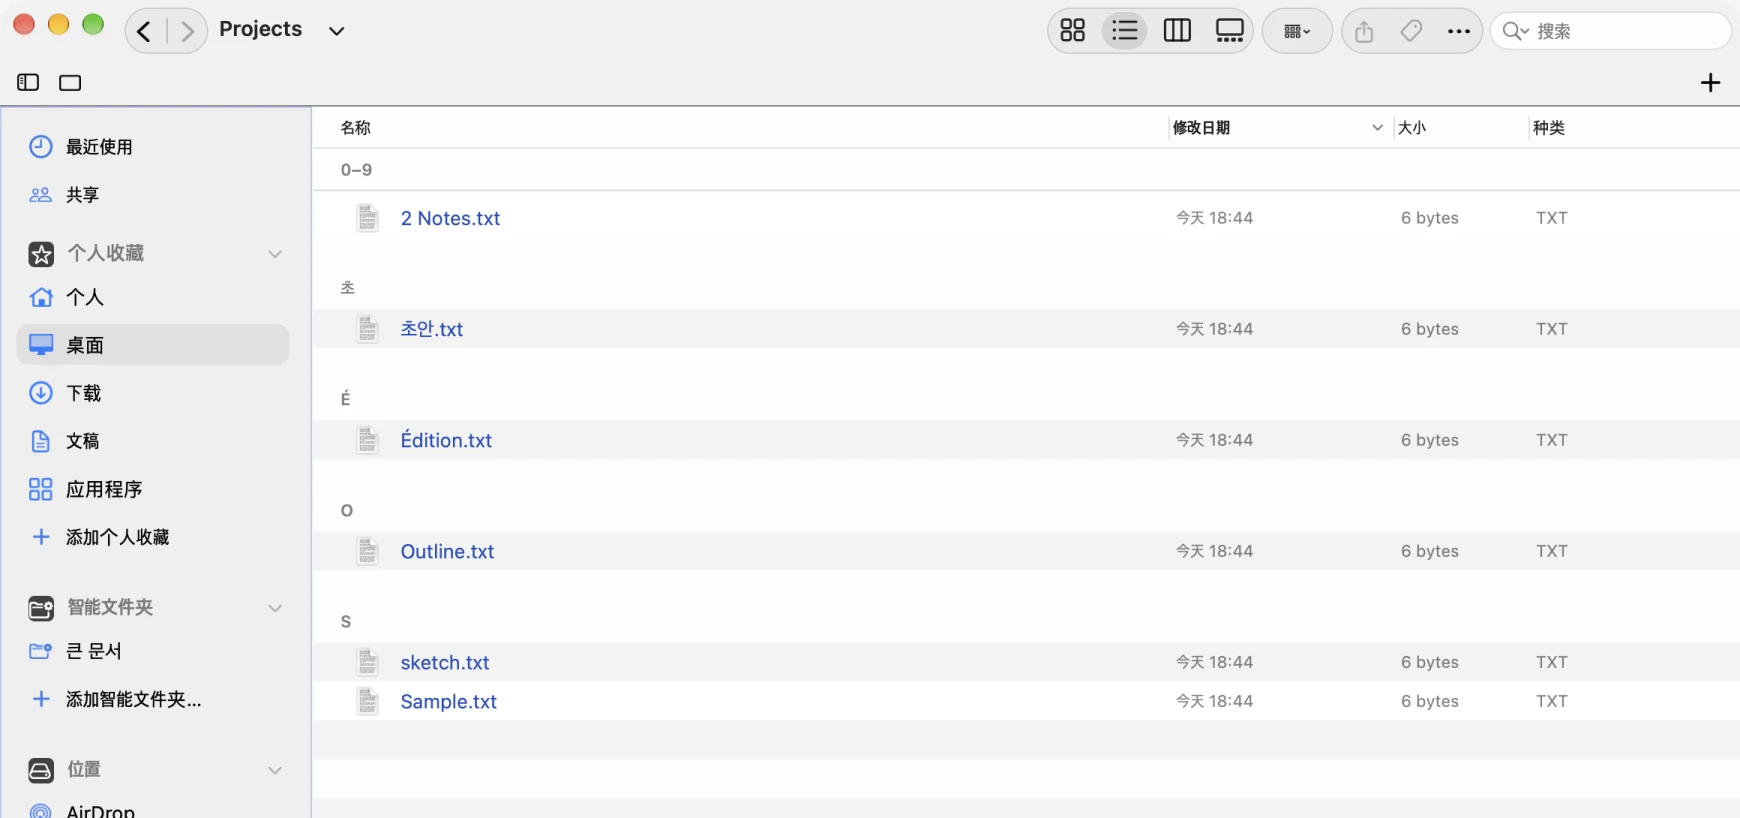 Projects
搜索
最近使用
共享
个人收藏
个人
桌面
下载
文稿
应用程序
添加个人收藏
智能文件夹
큰 문서
添加智能文件夹...
位置
AirDrop
名称 修改日期 大小 种类
0–9
2 Notes.txt 今天 18:44 6 bytes TXT
초
초안.txt 今天 18:44 6 bytes TXT
É
Édition.txt 今天 18:44 6 bytes TXT
O
Outline.txt 今天 18:44 6 bytes TXT
S
sketch.txt 今天 18:44 6 bytes TXT
Sample.txt 今天 18:44 6 bytes TXT